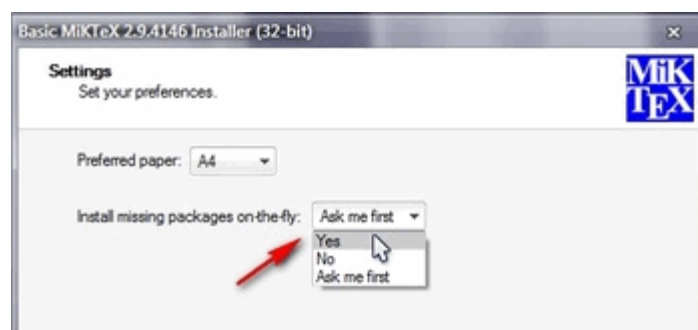 Basic MiKTeX 2.9.4146 Installer (32-bit)
Settings
Set your preferences.
MiK
TEX
Preferred paper: A4
Install missing packages on-the-fly: Ask me first
Yes
No
Ask me first